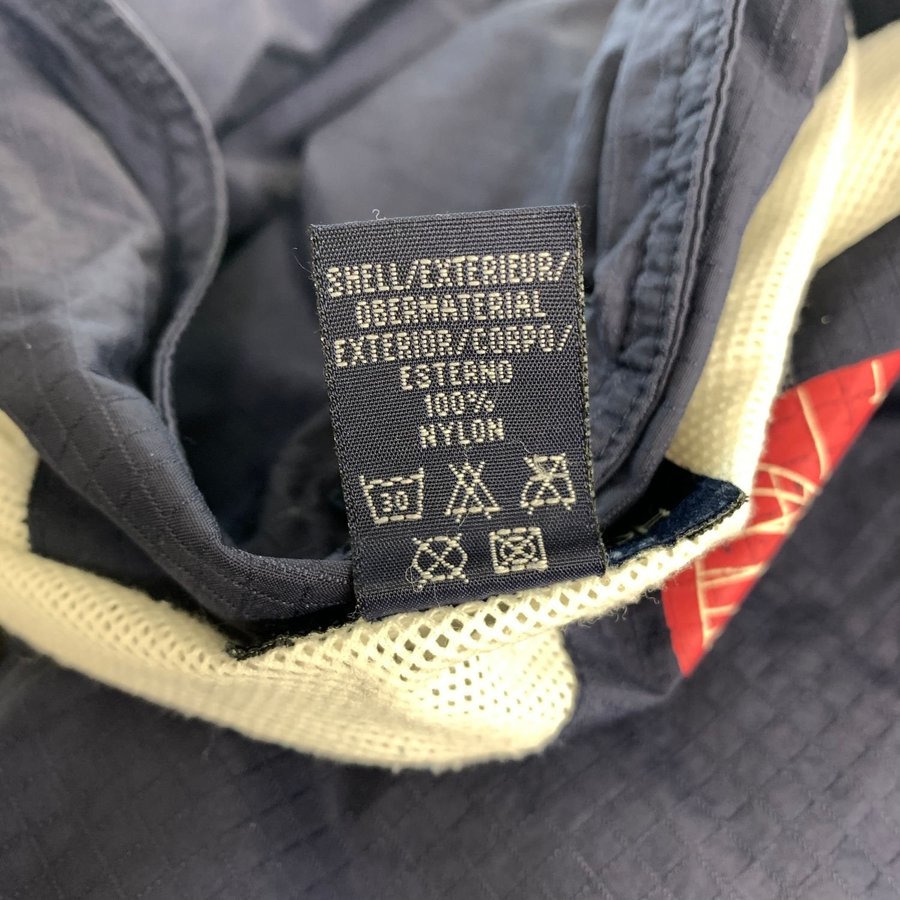 SHELL/EXTERIEUR/
OBERMATERIAL
EXTERIOR/CORPO/
ESTERNO
100%
NYLON
30